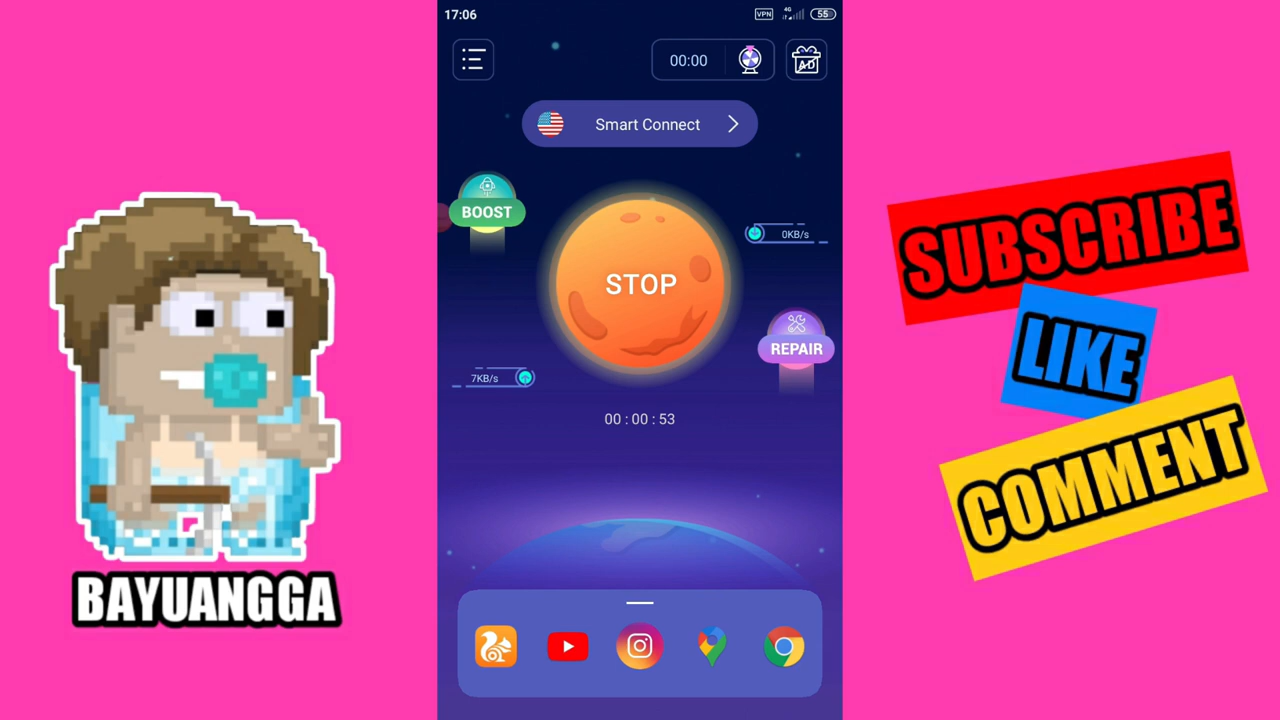 17:06
VPN
4G
55
00:00
AD
Smart Connect
BOOST
0KB/s
STOP
REPAIR
7KB/s
00 : 00 : 53
BAYUANGGA
SUBSCRIBE
LIKE
COMMENT